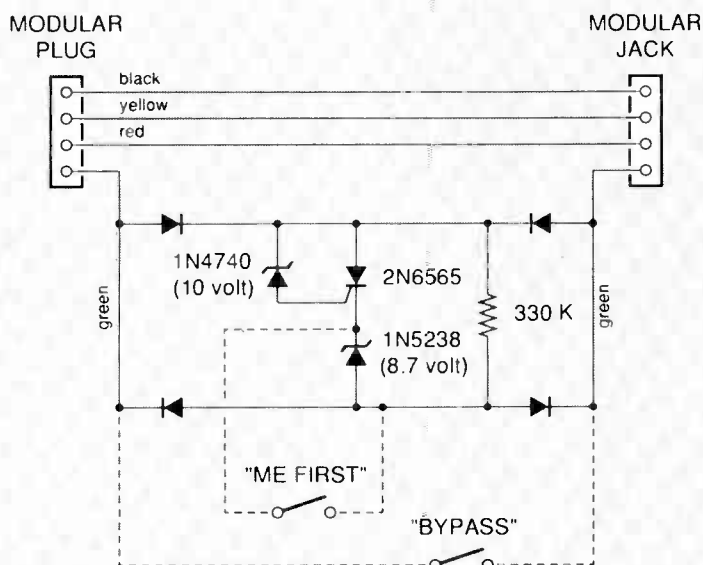 MODULAR
PLUG
MODULAR
JACK
black
yellow
red
1N4740
(10 volt)
2N6565
330 K
green
green
1N5238
(8.7 volt)
"ME FIRST"
"BYPASS"